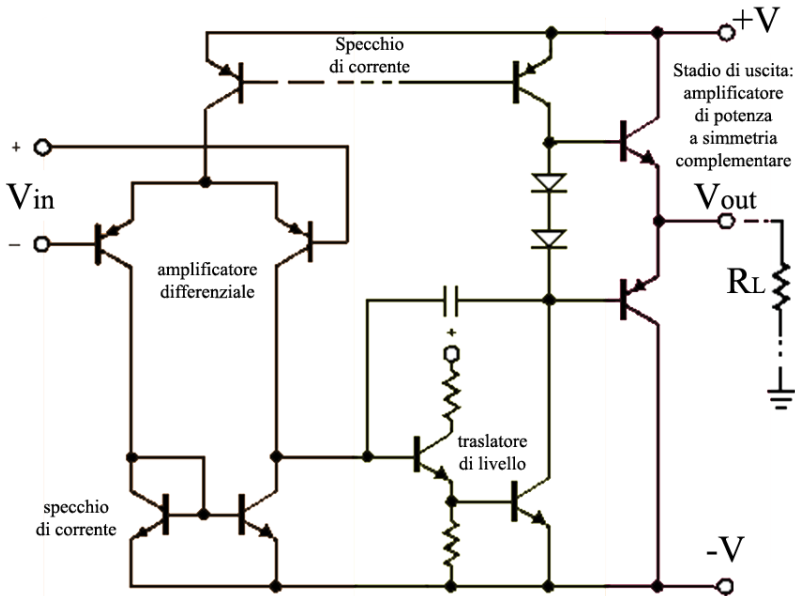 +V
Specchio
di corrente
Stadio di uscita:
amplificatore
di potenza
a simmetria
complementare
+
Vin
–
Vout
amplificatore
differenziale
RL
+
traslatore
di livello
specchio
di corrente
-V